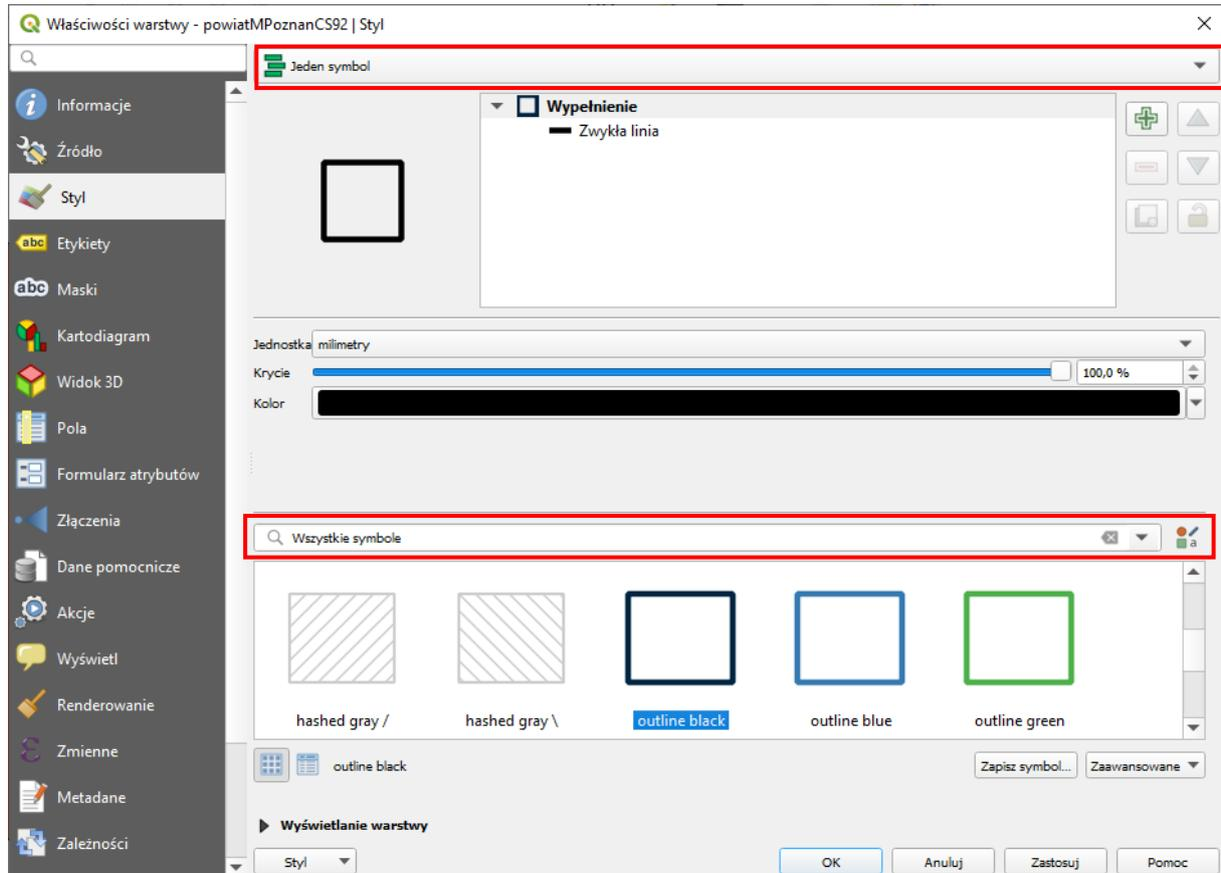 Właściwości warstwy - powiatMPoznanCS92 | Styl
Informacje
Źródło
Styl
abc Etykiety
abc Maski
Kartodiagram
Widok 3D
Pola
Formularz atrybutów
Złączenia
Dane pomocnicze
Akcje
Wyświetl
Renderowanie
Zmienne
Metadane
Zależności
Jeden symbol
Wypełnienie
Zwykła linia
Jednostka milimetry
Krycie 100,0 %
Kolor
Wszystkie symbole
a
hashed gray / hashed gray \ outline black outline blue outline green
outline black Zapisz symbol... Zaawansowane
Wyświetlanie warstwy
Styl OK Anuluj Zastosuj Pomoc